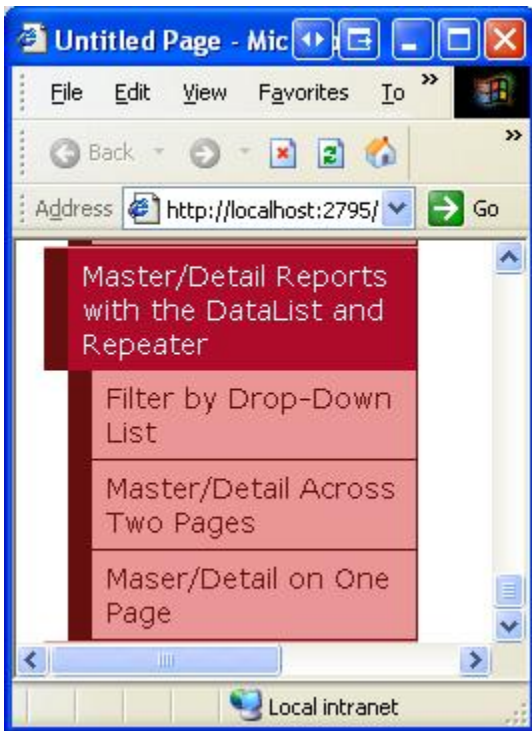 Untitled Page - Mic
File Edit View Favorites To »
Back »
Address http://localhost:2795/ Go
Master/Detail Reports
with the DataList and
Repeater
Filter by Drop-Down
List
Master/Detail Across
Two Pages
Maser/Detail on One
Page
Local intranet